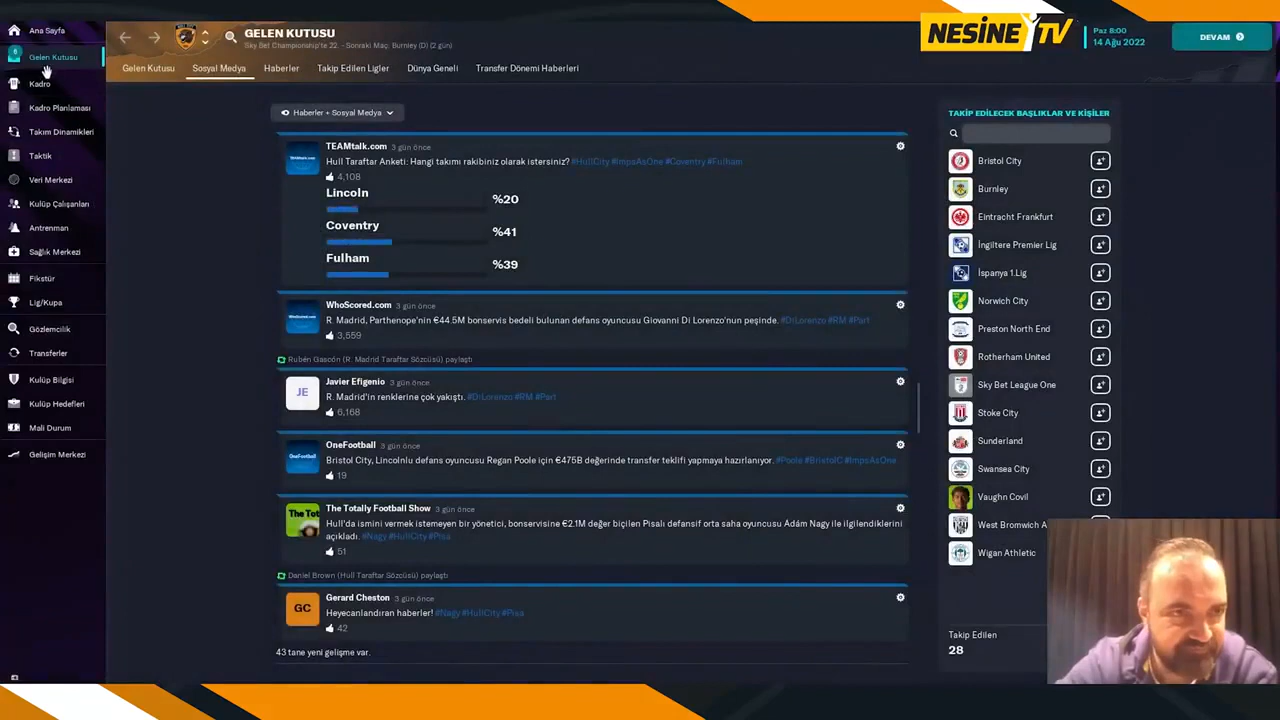 Ana Sayfa
6
Gelen Kutusu
Kadro
Kadro Planlaması
Takım Dinamikleri
Taktik
Veri Merkezi
Kulüp Çalışanları
Antrenman
Sağlık Merkezi
Fikstür
Lig/Kupa
Gözlemcilik
Transferler
Kulüp Bilgisi
Kulüp Hedefleri
Mali Durum
Gelişim Merkezi
GELEN KUTUSU
Sky Bet Championship'te 22. - Sonraki Maç: Burnley (D) (2 gün)
NESİNE TV
Paz 8:00
14 Ağu 2022
DEVAM
Gelen Kutusu
Sosyal Medya
Haberler
Takip Edilen Ligler
Dünya Geneli
Transfer Dönemi Haberleri
Haberler + Sosyal Medya
TEAMtalk.com
TEAMtalk.com 3 gün önce
Hull Taraftar Anketi: Hangi takımı rakibiniz olarak istersiniz? #HullCity #ImpsAsOne #Coventry #Fulham
4,108
Lincoln
%20
Coventry
%41
Fulham
%39
WhoScored.com
WhoScored.com 3 gün önce
R. Madrid, Parthenope'nin €44.5M bonservis bedeli bulunan defans oyuncusu Giovanni Di Lorenzo'nun peşinde. #DiLorenzo #RM #Part
3,559
Rubén Gascón (R. Madrid Taraftar Sözcüsü) paylaştı
JE
Javier Efigenio 3 gün önce
R. Madrid'in renklerine çok yakıştı. #DiLorenzo #RM #Part
6,168
OneFootball
OneFootball 3 gün önce
Bristol City, Lincolnlu defans oyuncusu Regan Poole için €475B değerinde transfer teklifi yapmaya hazırlanıyor. #Poole #BristolC #ImpsAsOne
19
The Tot
The Totally Football Show 3 gün önce
Hull'da ismini vermek istemeyen bir yönetici, bonservisine €2.1M değer biçilen Pisalı defansif orta saha oyuncusu Ádám Nagy ile ilgilendiklerini
açıkladı. #Nagy #HullCity #Pisa
51
Daniel Brown (Hull Taraftar Sözcüsü) paylaştı
GC
Gerard Cheston 3 gün önce
Heyecanlandıran haberler! #Nagy #HullCity #Pisa
42
43 tane yeni gelişme var.
TAKİP EDİLECEK BAŞLIKLAR VE KİŞİLER
Bristol City
Burnley
Eintracht Frankfurt
İngiltere Premier Lig
İspanya 1.Lig
Norwich City
Preston North End
Rotherham United
Sky Bet League One
Stoke City
Sunderland
Swansea City
Vaughn Covil
West Bromwich A
Wigan Athletic
Takip Edilen
28